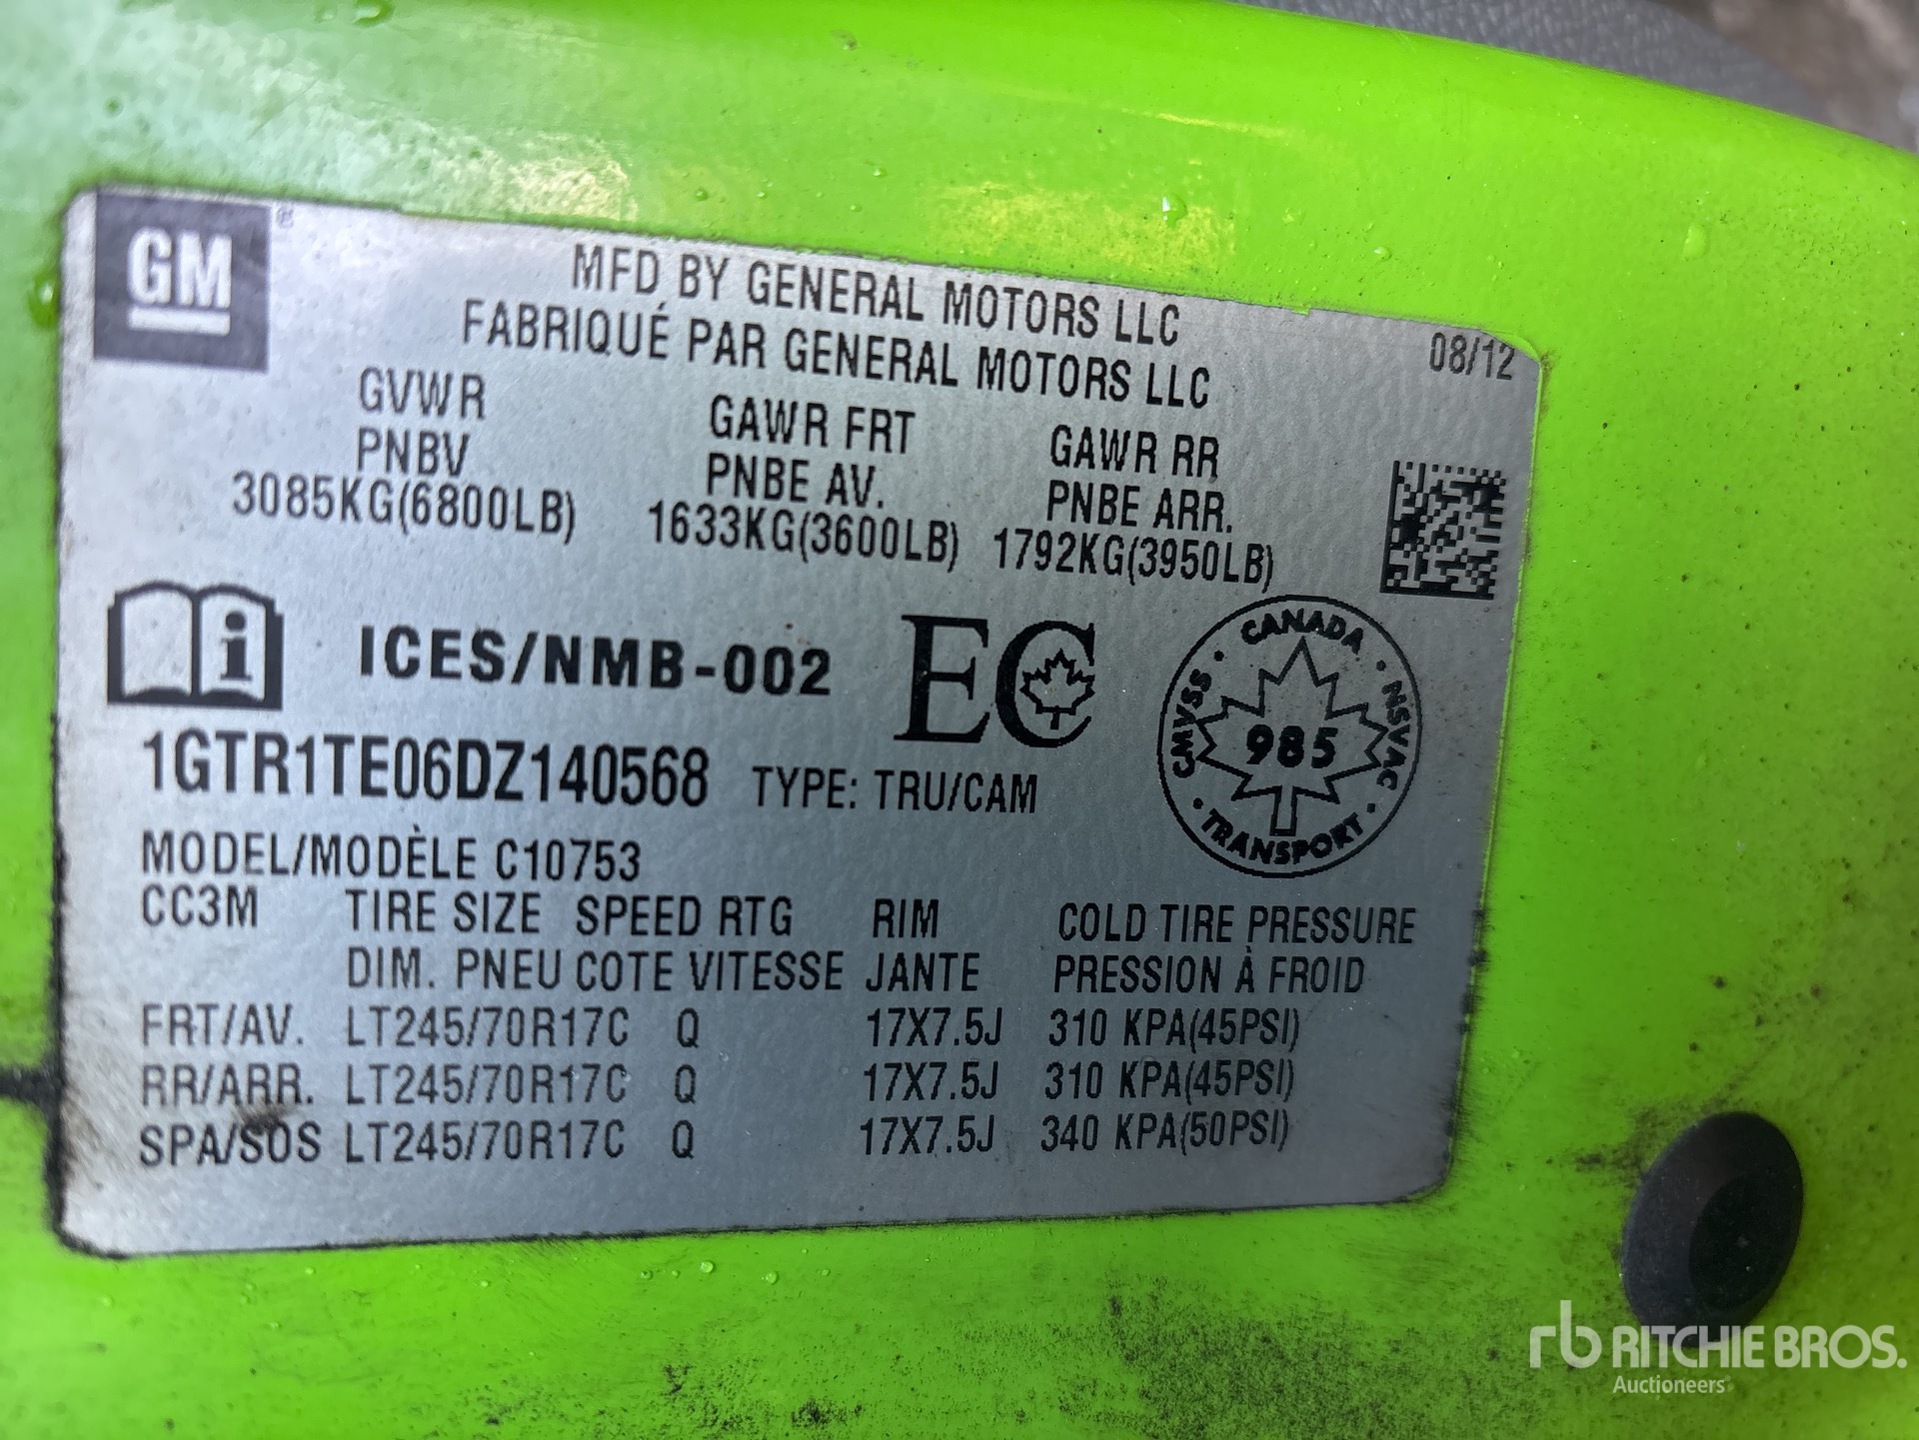 GM®
MFD BY GENERAL MOTORS LLC
FABRIQUÉ PAR GENERAL MOTORS LLC
08/12
GVWR GAWR FRT GAWR RR
PNBV PNBE AV. PNBE ARR.
3085KG(6800LB) 1633KG(3600LB) 1792KG(3950LB)
i ICES/NMB-002 EC
CANADA
CMVSS • 985 • NSVAC
• TRANSPORT •
1GTR1TE06DZ140568 TYPE: TRU/CAM
MODEL/MODÈLE C10753
CC3M TIRE SIZE SPEED RTG RIM COLD TIRE PRESSURE
DIM. PNEU COTE VITESSE JANTE PRESSION À FROID
FRT/AV. LT245/70R17C Q 17X7.5J 310 KPA(45PSI)
RR/ARR. LT245/70R17C Q 17X7.5J 310 KPA(45PSI)
SPA/SOS LT245/70R17C Q 17X7.5J 340 KPA(50PSI)
rb RITCHIE BROS.
Auctioneers